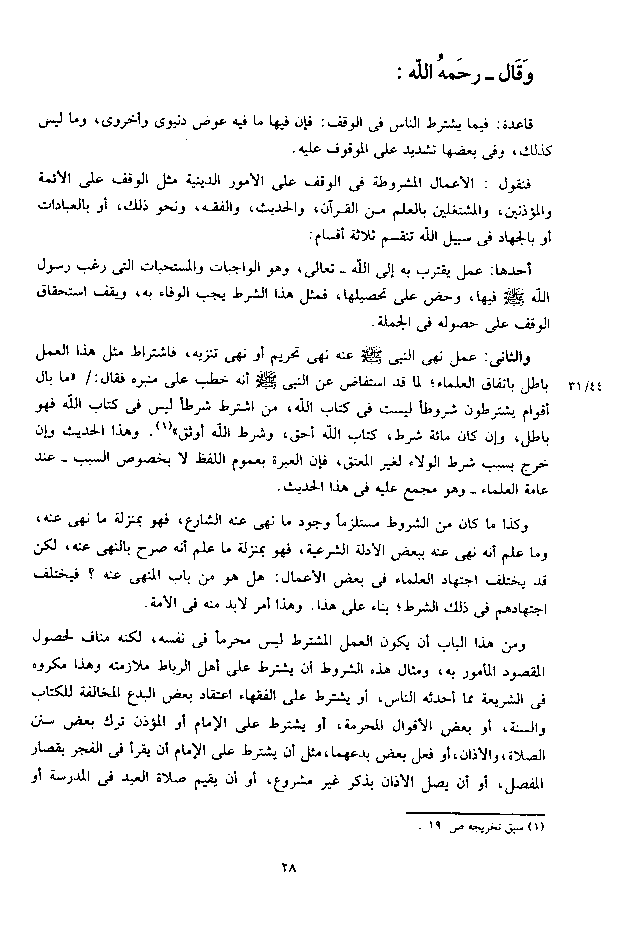 وَقَال ـ رحمَهُ الله :
قاعدة: فيما يشترط الناس فى الوقف: فإن فيها ما فيه عوض دنيوى وأخروى، وما ليس
كذلك، وفى بعضها تشديد على الموقوف عليه.
فنقول : الأعمال المشروطة فى الوقف على الأمور الدينية مثل الوقف على الأئمة
والمؤذنين، والمشتغلين بالعلم من القرآن، والحديث، والفقه، ونحو ذلك، أو بالعبادات
أو بالجهاد فى سبيل الله تنقسم ثلاثة أقسام:
أحدها: عمل يقترب به إلى الله ـ تعالى، وهو الواجبات والمستحبات التى رغب رسول
الله ﷺ فيها، وحض على تحصيلها، فمثل هذا الشرط يجب الوفاء به، ويقف استحقاق
الوقف على حصوله فى الجملة.
والثانى: عمل نهى النبى ﷺ عنه نهى تحريم أو نهى تنزيه، فاشتراط مثل هذا العمل
٣١/٤٤ باطل باتفاق العلماء؛ لما قد استفاض عن النبى ﷺ أنه خطب على منبره فقال:/ «ما بال
أقوام يشترطون شروطاً ليست فى كتاب الله، من اشترط شرطاً ليس فى كتاب الله فهو
باطل، وإن كان مائة شرط، كتاب الله أحق، وشرط الله أوثق»(١). وهذا الحديث وإن
خرج بسبب شرط الولاء لغير المعتق، فإن العبرة بعموم اللفظ لا بخصوص السبب ـ عند
عامة العلماء ـ وهو مجمع عليه فى هذا الحديث.
وكذا ما كان من الشروط مستلزماً وجود ما نهى عنه الشارع، فهو بمنزلة ما نهى عنه،
وما علم أنه نهى عنه ببعض الأدلة الشرعية، فهو بمنزلة ما علم أنه صرح بالنهى عنه، لكن
قد يختلف اجتهاد العلماء فى بعض الأعمال: هل هو من باب المنهى عنه ؟ فيختلف
اجتهادهم فى ذلك الشرط؛ بناء على هذا. وهذا أمر لابد منه فى الأمة.
ومن هذا الباب أن يكون العمل المشترط ليس محرماً فى نفسه، لكنه مناف لحصول
المقصود المأمور به، ومثال هذه الشروط أن يشترط على أهل الرباط ملازمته وهذا مكروه
فى الشريعة مما أحدثه الناس، أو يشترط على الفقهاء اعتقاد بعض البدع المخالفة للكتاب
والسنة، أو بعض الأقوال المحرمة، أو يشترط على الإمام أو المؤذن ترك بعض سنن
الصلاة،والأذان،أو فعل بعض بدعهما،مثل أن يشترط على الإمام أن يقرأ فى الفجر بقصار
المفصل، أو أن يصل الأذان بذكر غير مشروع، أو أن يقيم صلاة العيد فى المدرسة أو
(١) سبق تخريجه ص ١٩ .
٢٨